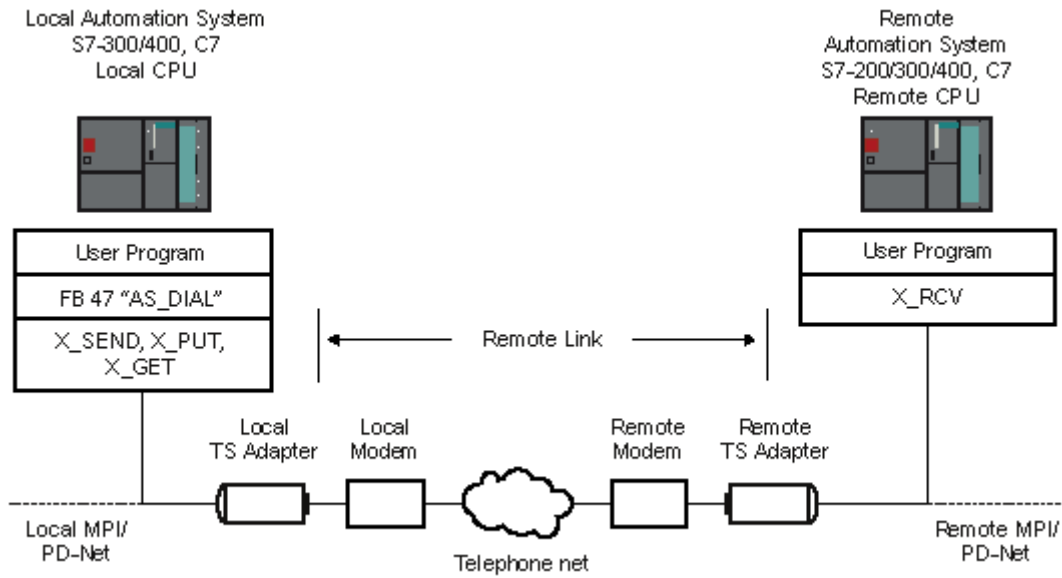 Local Automation System
S7-300/400, C7
Local CPU
Remote
Automation System
S7-200/300/400, C7
Remote CPU
User Program
FB 47 "AS_DIAL"
X_SEND, X_PUT,
X_GET
User Program
X_RCV
Remote Link
Local
TS Adapter
Local
Modem
Remote
Modem
Remote
TS Adapter
Local MPI/
PD-Net
Telephone net
Remote MPI/
PD-Net